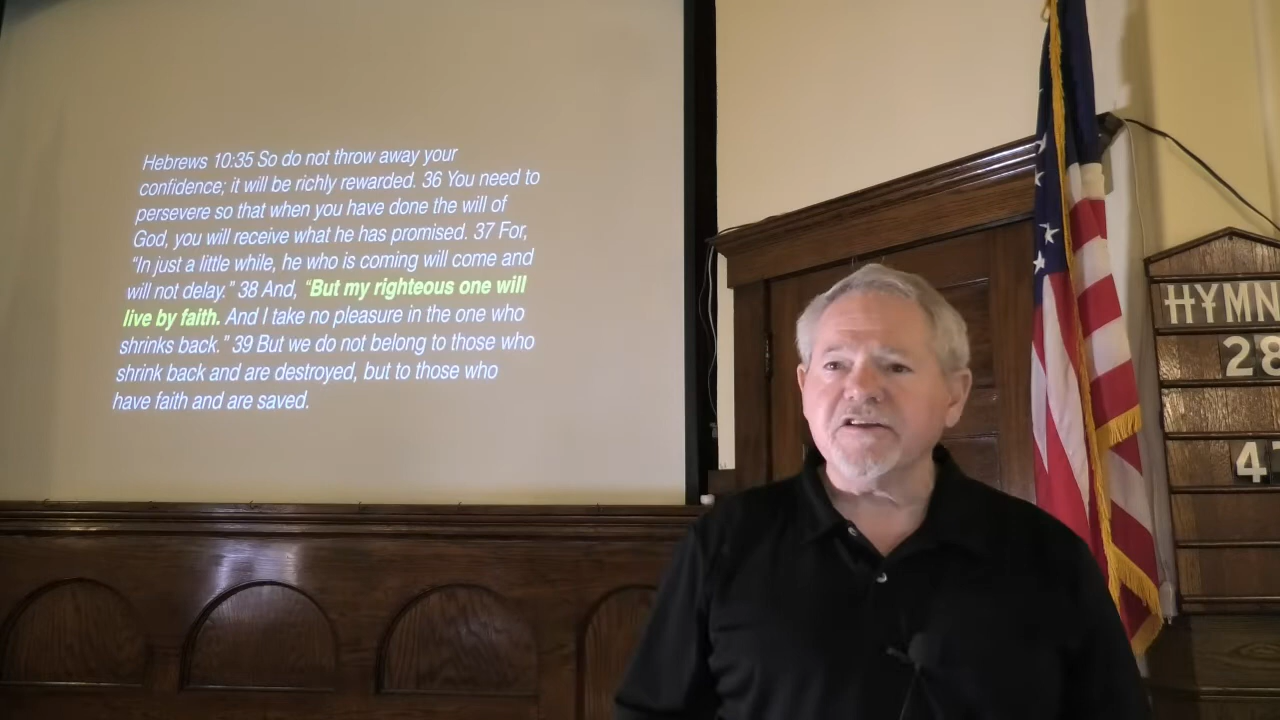 Hebrews 10:35 So do not throw away your
confidence; it will be richly rewarded. 36 You need to
persevere so that when you have done the will of
God, you will receive what he has promised. 37 For,
“In just a little while, he who is coming will come and
will not delay.” 38 And, “But my righteous one will
live by faith. And I take no pleasure in the one who
shrinks back.” 39 But we do not belong to those who
shrink back and are destroyed, but to those who
have faith and are saved.
HYMN
28
4